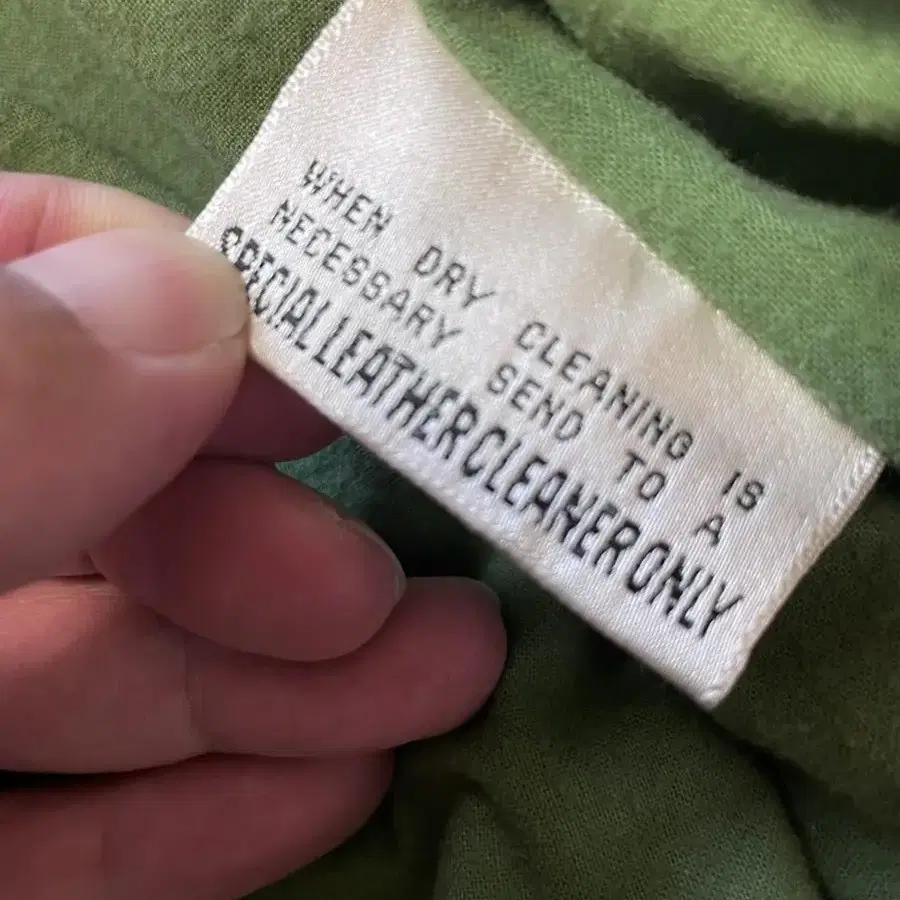 WHEN DRY CLEANING IS
NECESSARY SEND TO A
SPECIAL LEATHER CLEANER ONLY